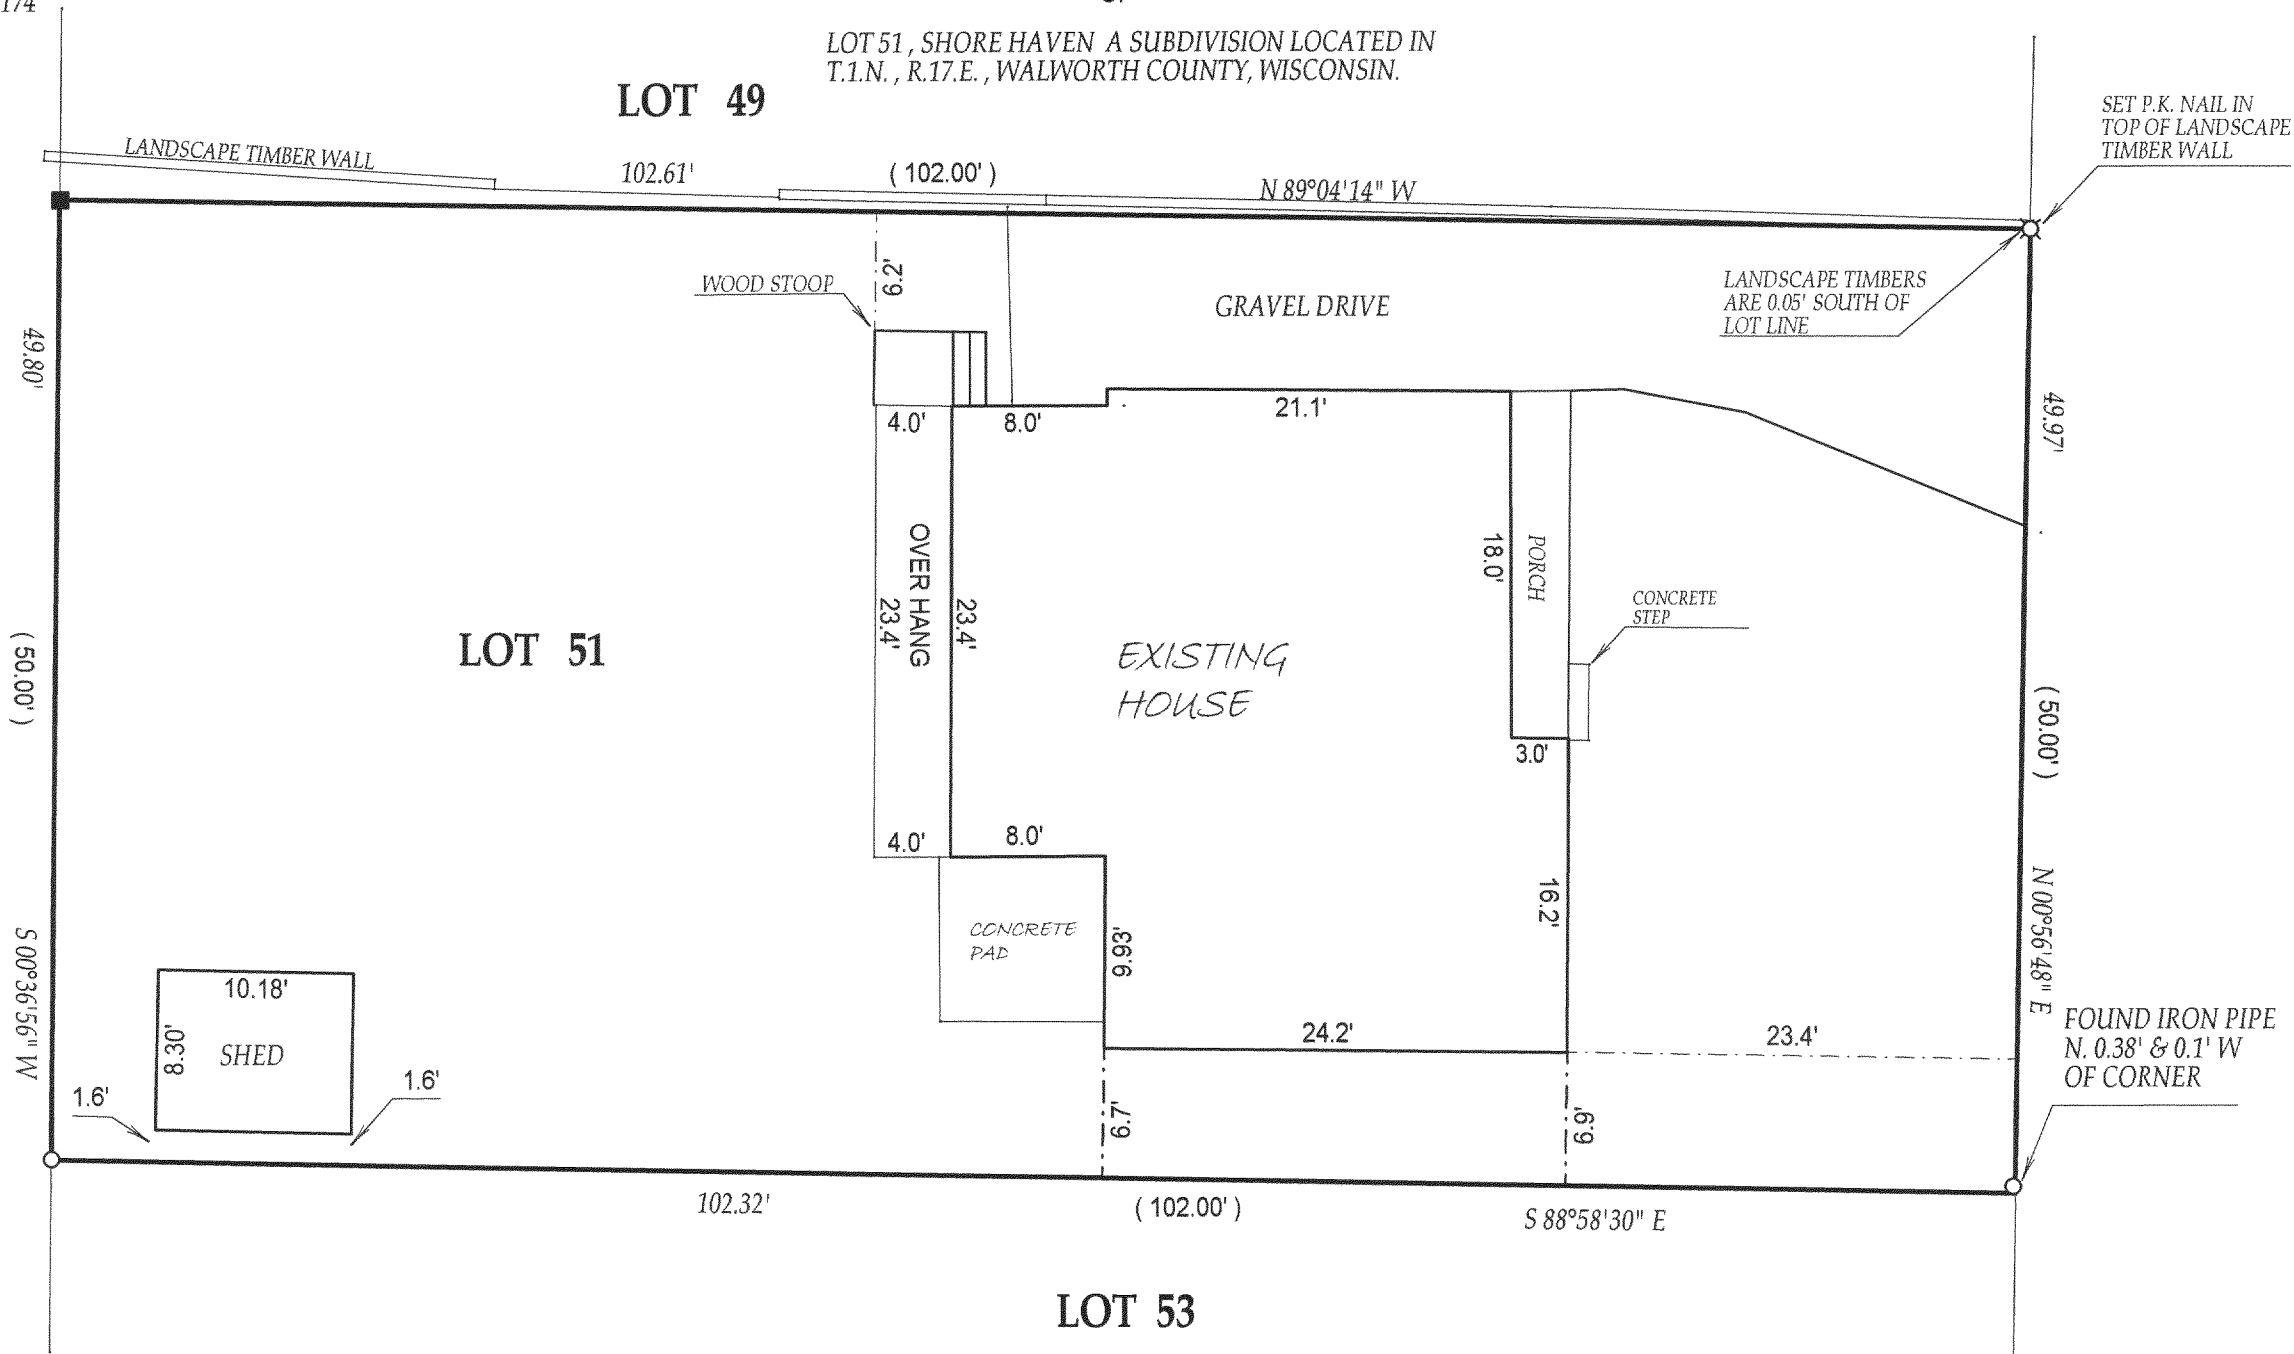 174
LOT 51 , SHORE HAVEN A SUBDIVISION LOCATED IN
T.1.N. , R.17.E. , WALWORTH COUNTY, WISCONSIN.
LOT 49
SET P.K. NAIL IN
TOP OF LANDSCAPE
TIMBER WALL
LANDSCAPE TIMBER WALL
102.61'
( 102.00' )
N 89°04'14" W
WOOD STOOP
6.2'
GRAVEL DRIVE
LANDSCAPE TIMBERS
ARE 0.05' SOUTH OF
LOT LINE
49.80'
49.97'
4.0'
8.0'
21.1'
OVER HANG
23.4'
23.4'
18.0'
PORCH
CONCRETE
STEP
( 50.00' )
LOT 51
EXISTING
HOUSE
( 50.00' )
3.0'
4.0'
8.0'
16.2'
CONCRETE
PAD
9.93'
S 00°36'56" W
N 00°56'48" E
10.18'
8.30'
SHED
1.6'
1.6'
24.2'
23.4'
FOUND IRON PIPE
N. 0.38' & 0.1' W
OF CORNER
6.7'
6.9'
102.32'
( 102.00' )
S 88°58'30" E
LOT 53